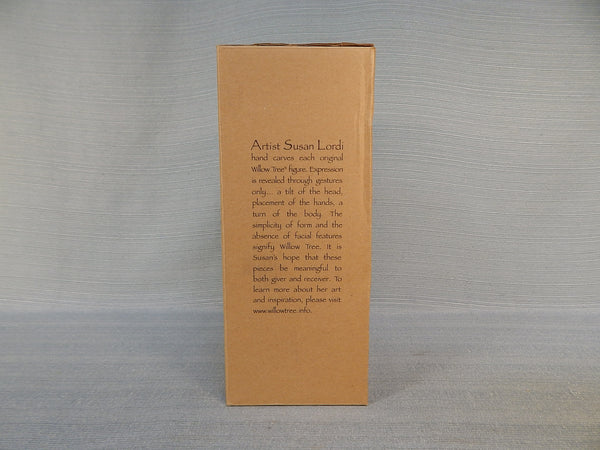 Artist Susan Lordi
hand carves each original
Willow Tree® figure. Expression
is revealed through gestures
only... a tilt of the head,
placement of the hands, a
turn of the body. The
simplicity of form and the
absence of facial features
signify Willow Tree. It is
Susan's hope that these
pieces be meaningful to
both giver and receiver. To
learn more about her art
and inspiration, please visit
www.willowtree.info.